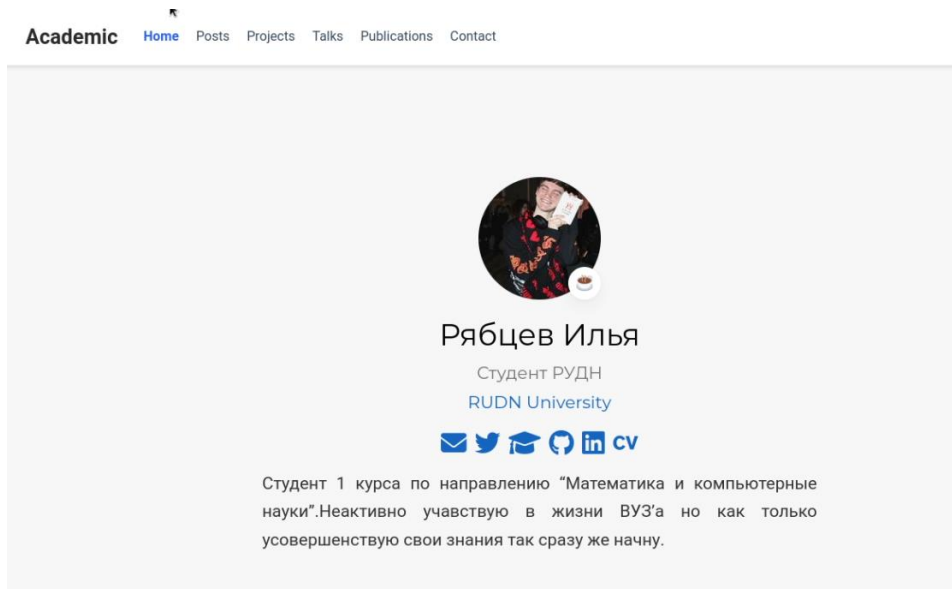 Academic Home Posts Projects Talks Publications Contact
Рябцев Илья
Студент РУДН
RUDN University
CV
Студент 1 курса по направлению “Математика и компьютерные
науки”.Неактивно учавствую в жизни ВУЗ’а но как только
усовершенствую свои знания так сразу же начну.